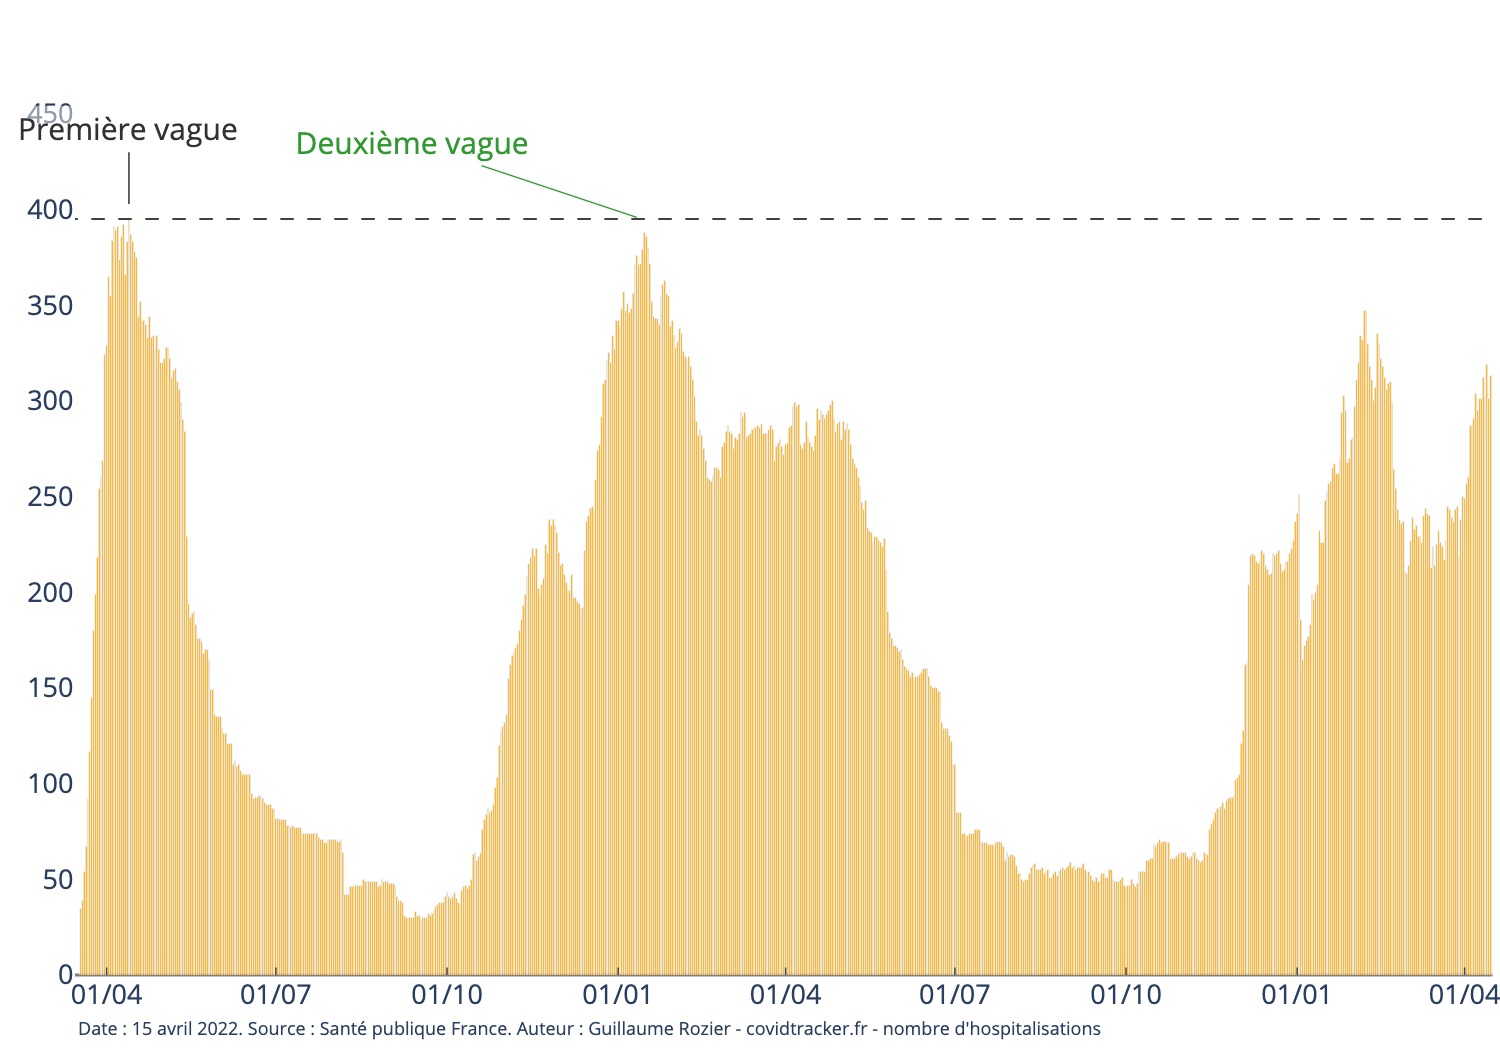 450
Première vague
Deuxième vague
400
350
300
250
200
150
100
50
0
01/04 01/07 01/10 01/01 01/04 01/07 01/10 01/01 01/04
Date : 15 avril 2022. Source : Santé publique France. Auteur : Guillaume Rozier - covidtracker.fr - nombre d'hospitalisations